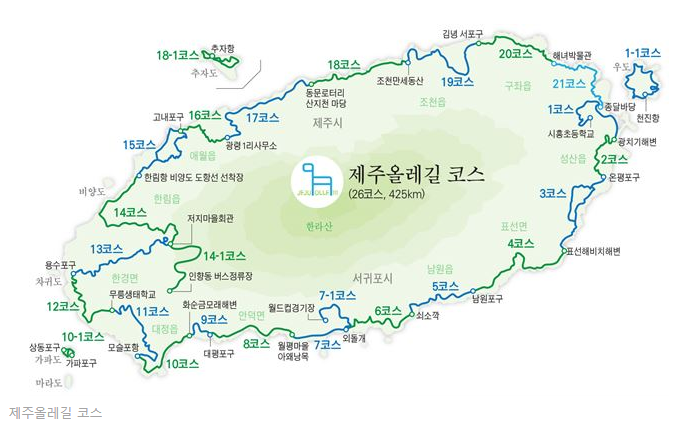 김녕 서포구
추자항
18-1코스
추자도
20코스
해녀박물관
1-1코스
우도
18코스
조천만세동산
19코스
구좌읍
21코스
동문로터리
산지천 마당
조천읍
종달바당
천진항
고내포구
16코스
17코스
제주시
1코스
시흥초등학교
광치기해변
15코스
광령1리사무소
애월읍
성산읍
2코스
한림항 비양도 도항선 선착장
제주올레길 코스
온평포구
비양도
한림읍
JEJU OLLE
(26코스, 425km)
3코스
14코스
저지마을회관
한라산
표선면
13코스
14-1코스
4코스
표선해비치해변
용수포구
차귀도
한경면
인향동 버스정류장
서귀포시
남원읍
무릉생태학교
화순금모래해변
7-1코스
5코스
남원포구
12코스
11코스
9코스
안덕면
월드컵경기장
6코스
쇠소깍
대정읍
10-1코스
상동포구
가파도
가파포구
모슬포항
대평포구
8코스
월평마을
아왜낭목
7코스
외돌개
10코스
마라도
제주올레길 코스